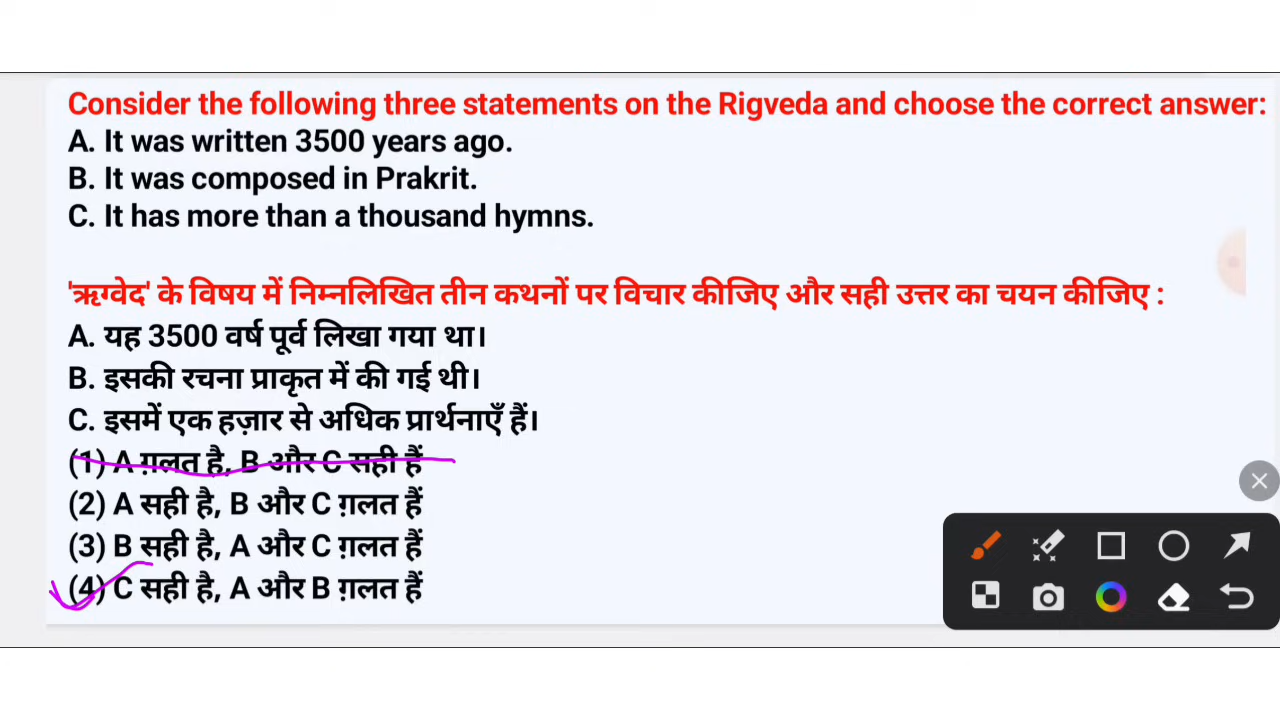 Consider the following three statements on the Rigveda and choose the correct answer:
A. It was written 3500 years ago.
B. It was composed in Prakrit.
C. It has more than a thousand hymns.
'ऋग्वेद' के विषय में निम्नलिखित तीन कथनों पर विचार कीजिए और सही उत्तर का चयन कीजिए :
A. यह 3500 वर्ष पूर्व लिखा गया था।
B. इसकी रचना प्राकृत में की गई थी।
C. इसमें एक हज़ार से अधिक प्रार्थनाएँ हैं।
(1) A ग़लत है, B और C सही हैं
(2) A सही है, B और C ग़लत हैं
(3) B सही है, A और C ग़लत हैं
(4) C सही है, A और B ग़लत हैं